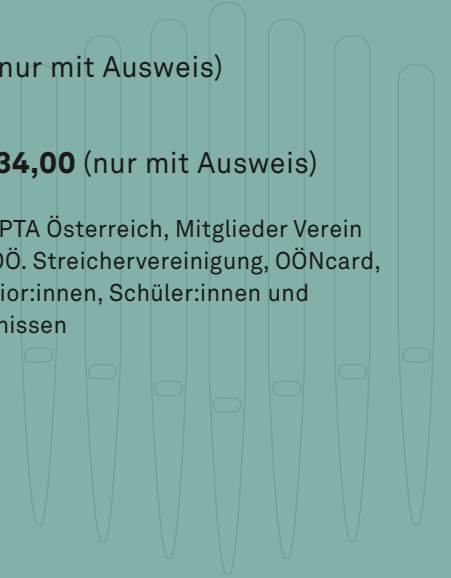 nur mit Ausweis)
34,00 (nur mit Ausweis)
PTA Österreich, Mitglieder Verein
OÖ. Streichervereinigung, OÖNcard,
ior:innen, Schüler:innen und
nissen